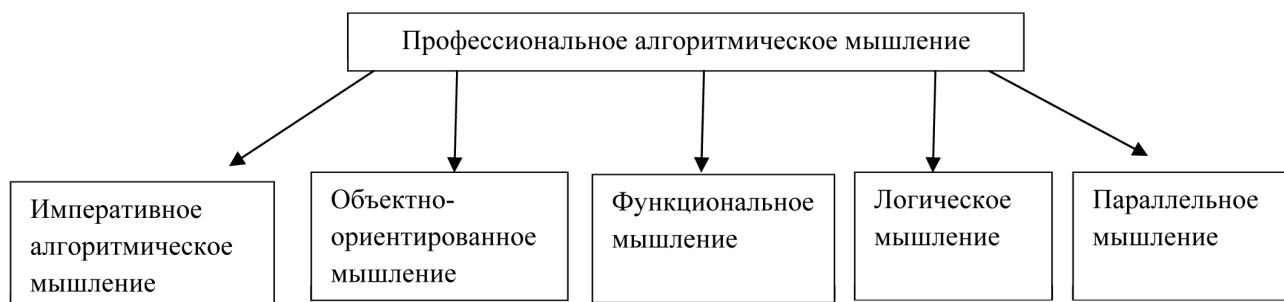 Профессиональное алгоритмическое мышление
Императивное
алгоритмическое
мышление
Объектно-
ориентированное
мышление
Функциональное
мышление
Логическое
мышление
Параллельное
мышление